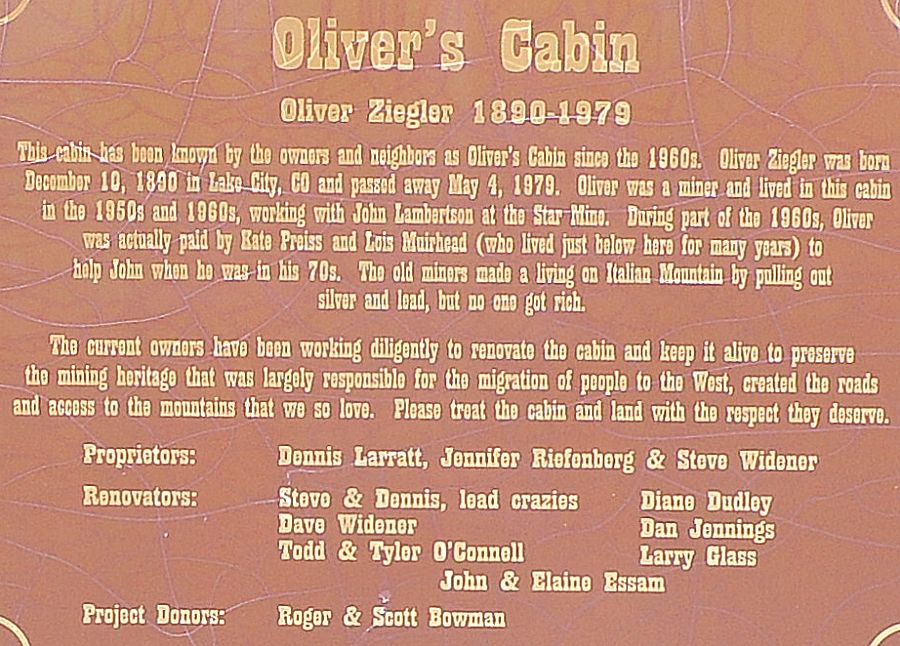 Oliver's Cabin
Oliver Ziegler 1890-1979
This cabin has been known by the owners and neighbors as Oliver's Cabin since the 1960s. Oliver Ziegler was born
December 10, 1890 in Lake City, CO and passed away May 4, 1979. Oliver was a miner and lived in this cabin
in the 1950s and 1960s, working with John Lambertson at the Star Mine. During part of the 1960s, Oliver
was actually paid by Kate Preiss and Lois Muirhead (who lived just below here for many years) to
help John when he was in his 70s. The old miners made a living on Italian Mountain by pulling out
silver and lead, but no one got rich.
The current owners have been working diligently to renovate the cabin and keep it alive to preserve
the mining heritage that was largely responsible for the migration of people to the West, created the roads
and access to the mountains that we so love. Please treat the cabin and land with the respect they deserve.
Proprietors: Dennis Larratt, Jennifer Riefenberg & Steve Widener
Renovators: Steve & Dennis, lead crazies Diane Dudley
Dave Widener Dan Jennings
Todd & Tyler O'Connell Larry Glass
John & Elaine Essam
Project Donors: Roger & Scott Bowman